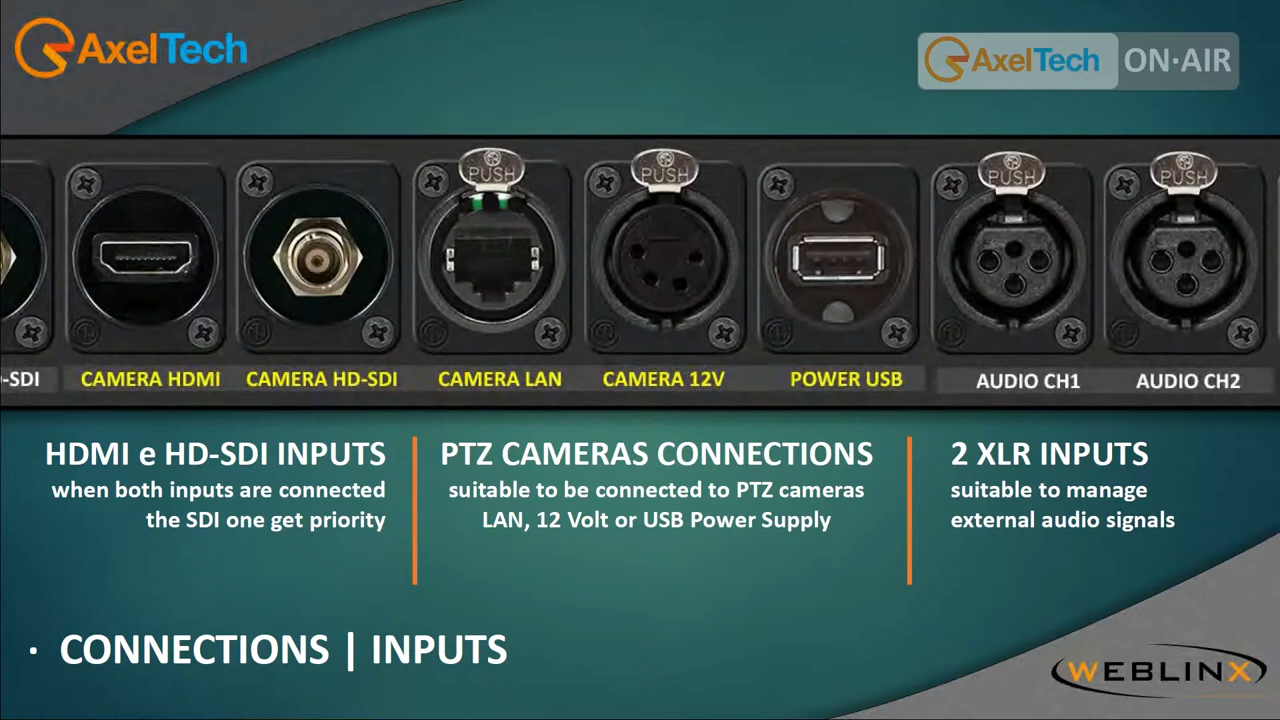 AxelTech
AxelTech ON·AIR
PUSH
PUSH
PUSH
PUSH
-SDI
CAMERA HDMI
CAMERA HD-SDI
CAMERA LAN
CAMERA 12V
POWER USB
AUDIO CH1
AUDIO CH2
HDMI e HD-SDI INPUTS
when both inputs are connected
the SDI one get priority
PTZ CAMERAS CONNECTIONS
suitable to be connected to PTZ cameras
LAN, 12 Volt or USB Power Supply
2 XLR INPUTS
suitable to manage
external audio signals
· CONNECTIONS | INPUTS
WEBLINX